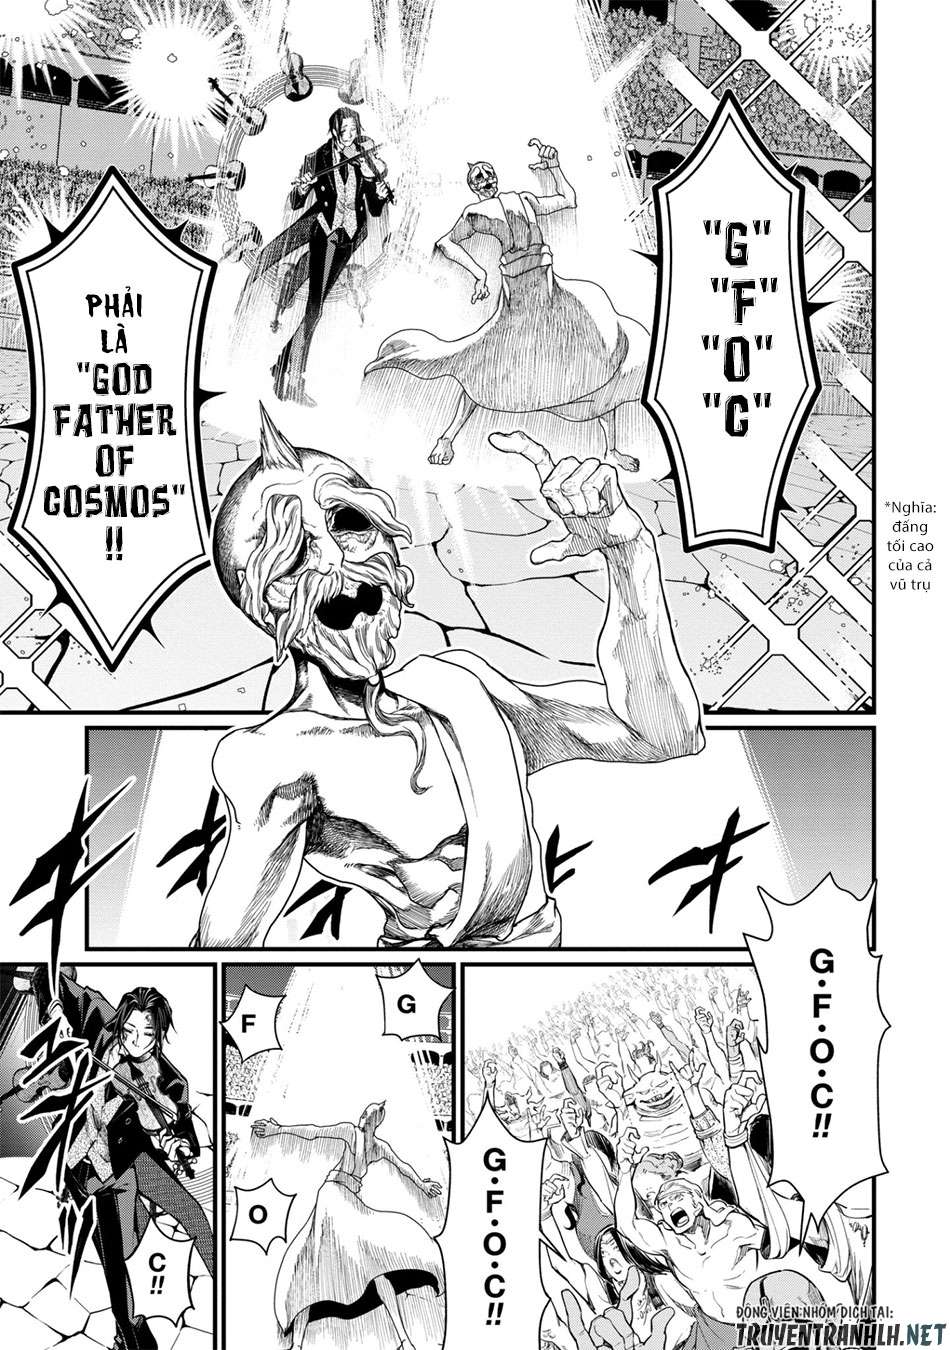 "G"
"F"
"O"
"C"
PHẢI
LÀ
"GOD
FATHER
OF
COSMOS"
!!
*Nghĩa:
đấng
tối cao
của cả
vũ trụ
G.F.O.C!!
G.F.O.C!!
G
F
O
C!!
ĐỘNG VIÊN NHÓM DỊCH TẠI:
TRUYENTRANHLH.NET